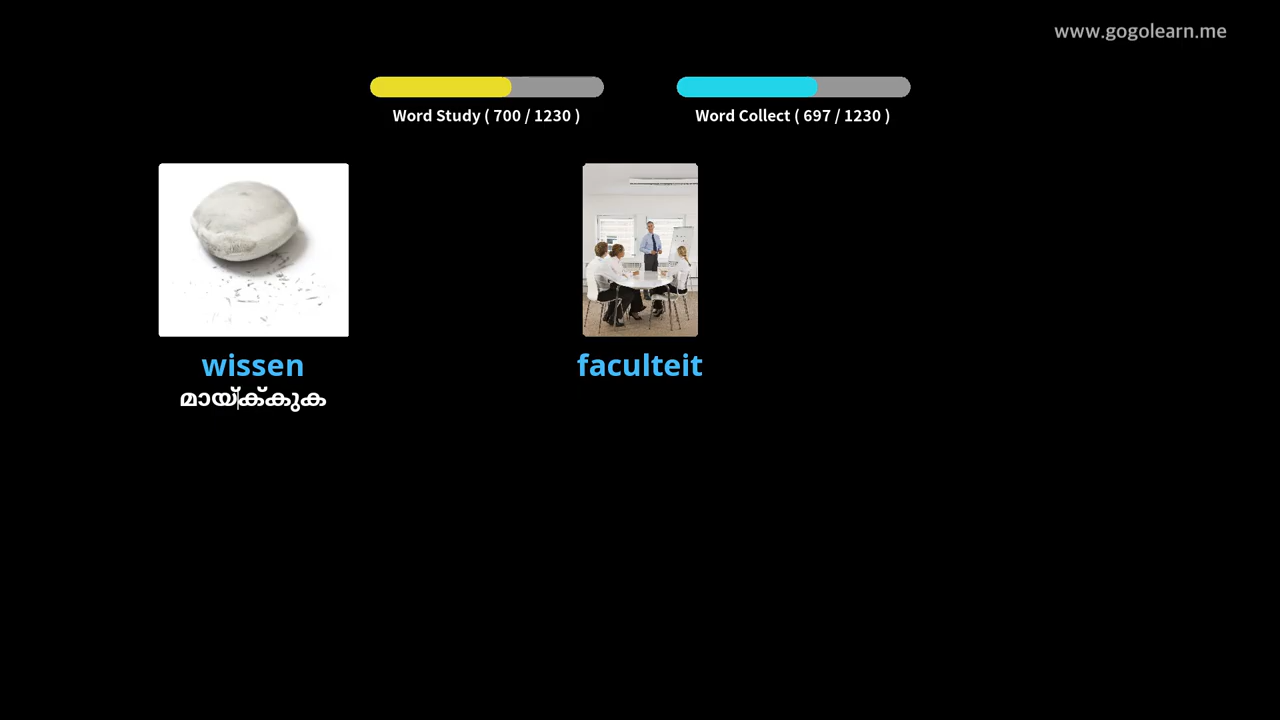 www.gogolearn.me
Word Study ( 700 / 1230 )
Word Collect ( 697 / 1230 )
wissen
മായ്ക്കുക
faculteit